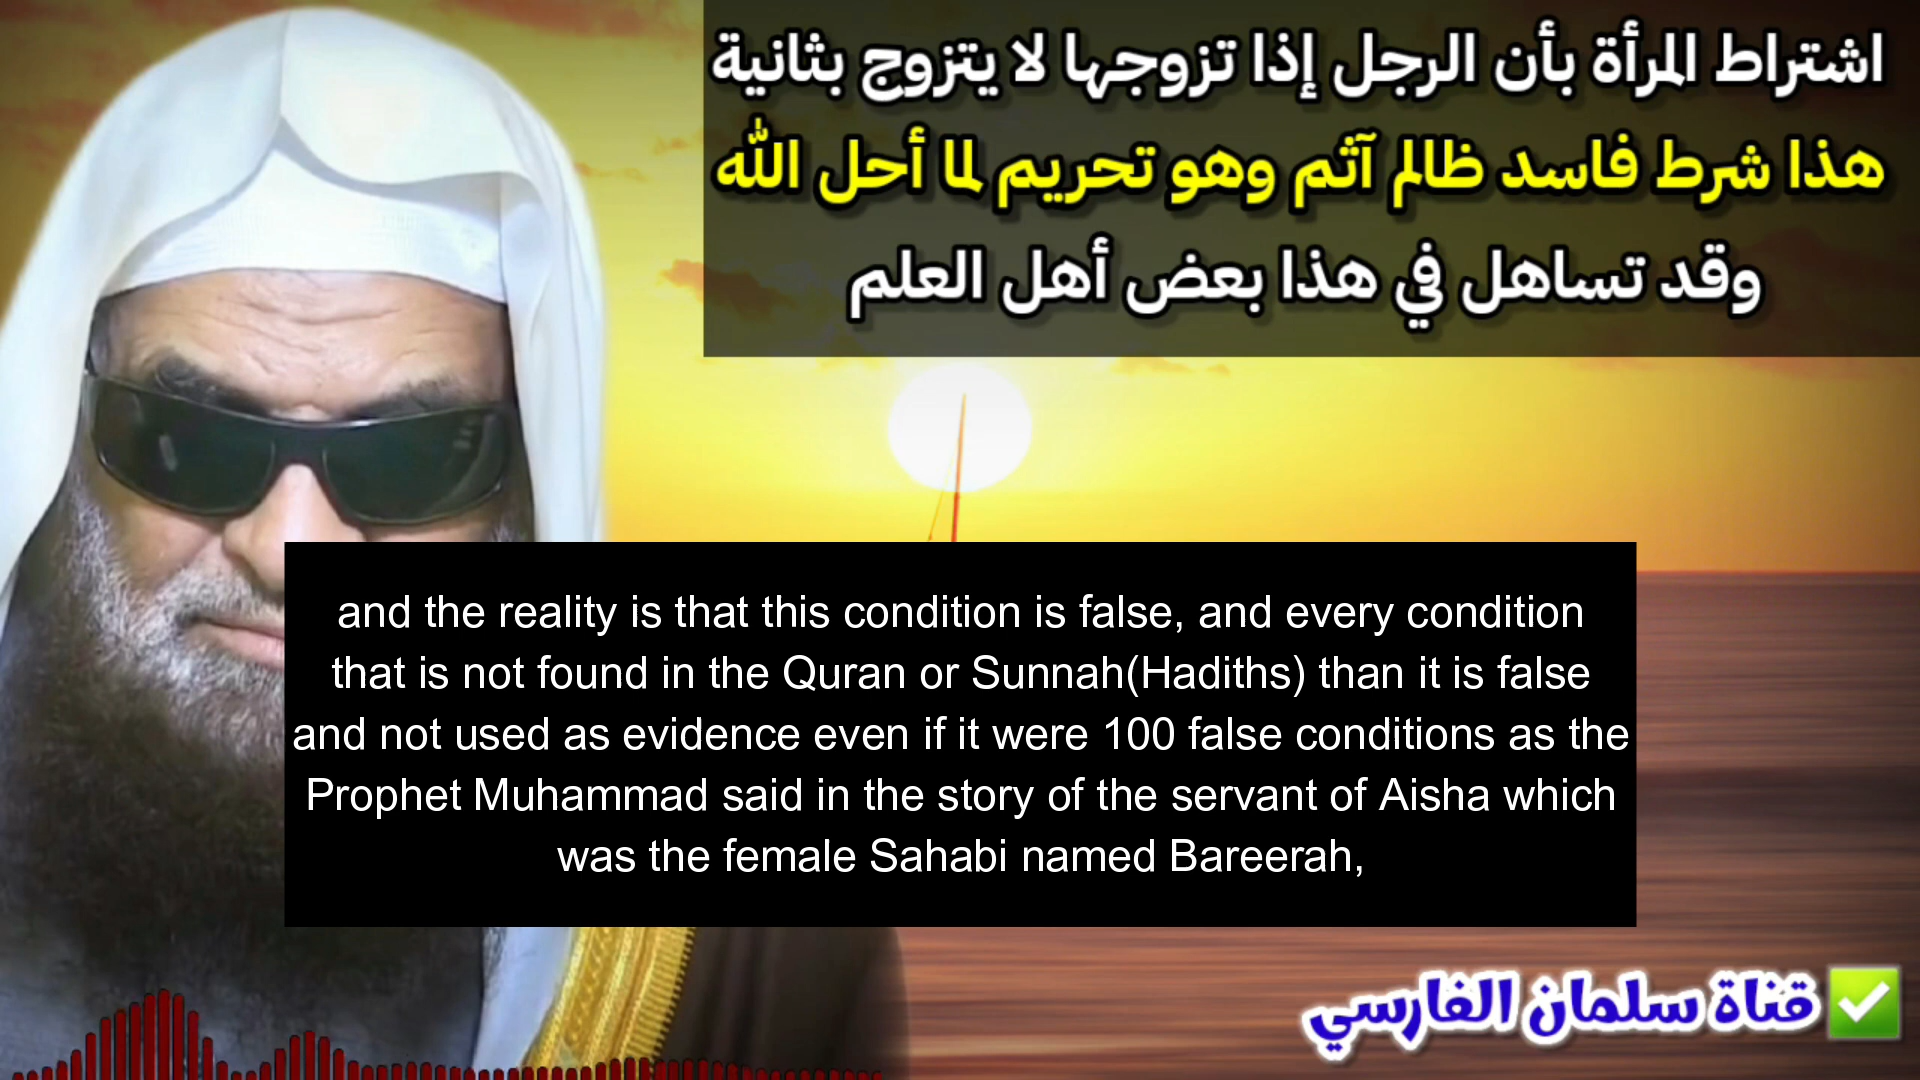 اشتراط المرأة بأن الرجل إذا تزوجها لا يتزوج بثانية
هذا شرط فاسد ظالم آثم وهو تحريم لما أحل الله
وقد تساهل في هذا بعض أهل العلم
and the reality is that this condition is false, and every condition
that is not found in the Quran or Sunnah(Hadiths) than it is false
and not used as evidence even if it were 100 false conditions as the
Prophet Muhammad said in the story of the servant of Aisha which
was the female Sahabi named Bareerah,
قناة سلمان الفارسي